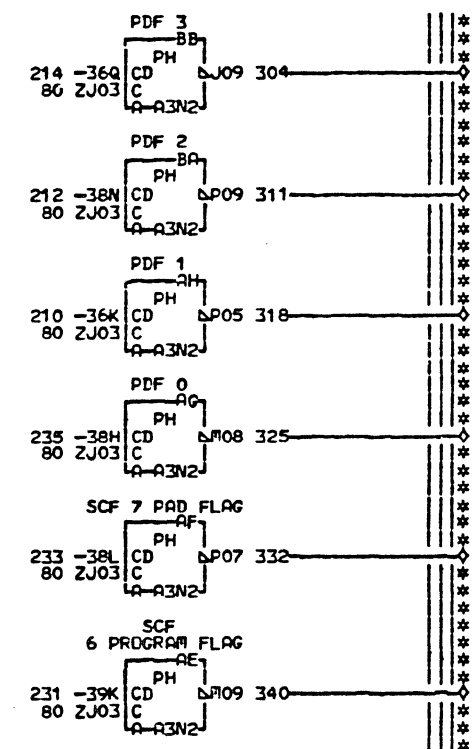 PDF 3
BB
PH
214 -36Q CD J09 304
80 ZJ03 C
A A3N2
PDF 2
BA
PH
212 -38N CD P09 311
80 ZJ03 C
A A3N2
PDF 1
AH
PH
210 -36K CD P05 318
80 ZJ03 C
A A3N2
PDF 0
AG
PH
235 -38H CD M08 325
80 ZJ03 C
A A3N2
SCF 7 PAD FLAG
AF
PH
233 -38L CD P07 332
80 ZJ03 C
A A3N2
SCF
6 PROGRAM FLAG
AE
PH
231 -39K CD M09 340
80 ZJ03 C
A A3N2